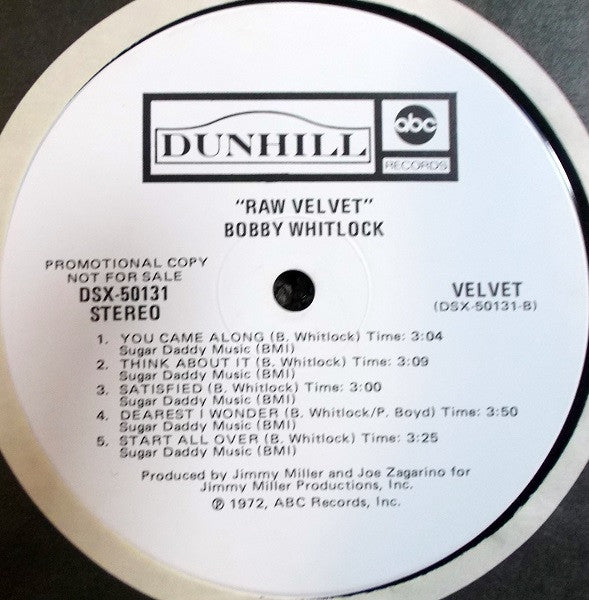 DUNHILL
abc
RECORDS
"RAW VELVET"
BOBBY WHITLOCK
PROMOTIONAL COPY
NOT FOR SALE
DSX-50131
STEREO
VELVET
(DSX-50131-B)
1. YOU CAME ALONG (B. Whitlock) Time: 3:04
Sugar Daddy Music (BMI)
2. THINK ABOUT IT (B. Whitlock) Time: 3:09
Sugar Daddy Music (BMI)
3. SATISFIED (B. Whitlock) Time: 3:00
Sugar Daddy Music (BMI)
4. DEAREST I WONDER (B. Whitlock/P. Boyd) Time: 3:50
Sugar Daddy Music (BMI)
5. START ALL OVER (B. Whitlock) Time: 3:25
Sugar Daddy Music (BMI)
Produced by Jimmy Miller and Joe Zagarino for
Jimmy Miller Productions, Inc.
℗ 1972, ABC Records, Inc.